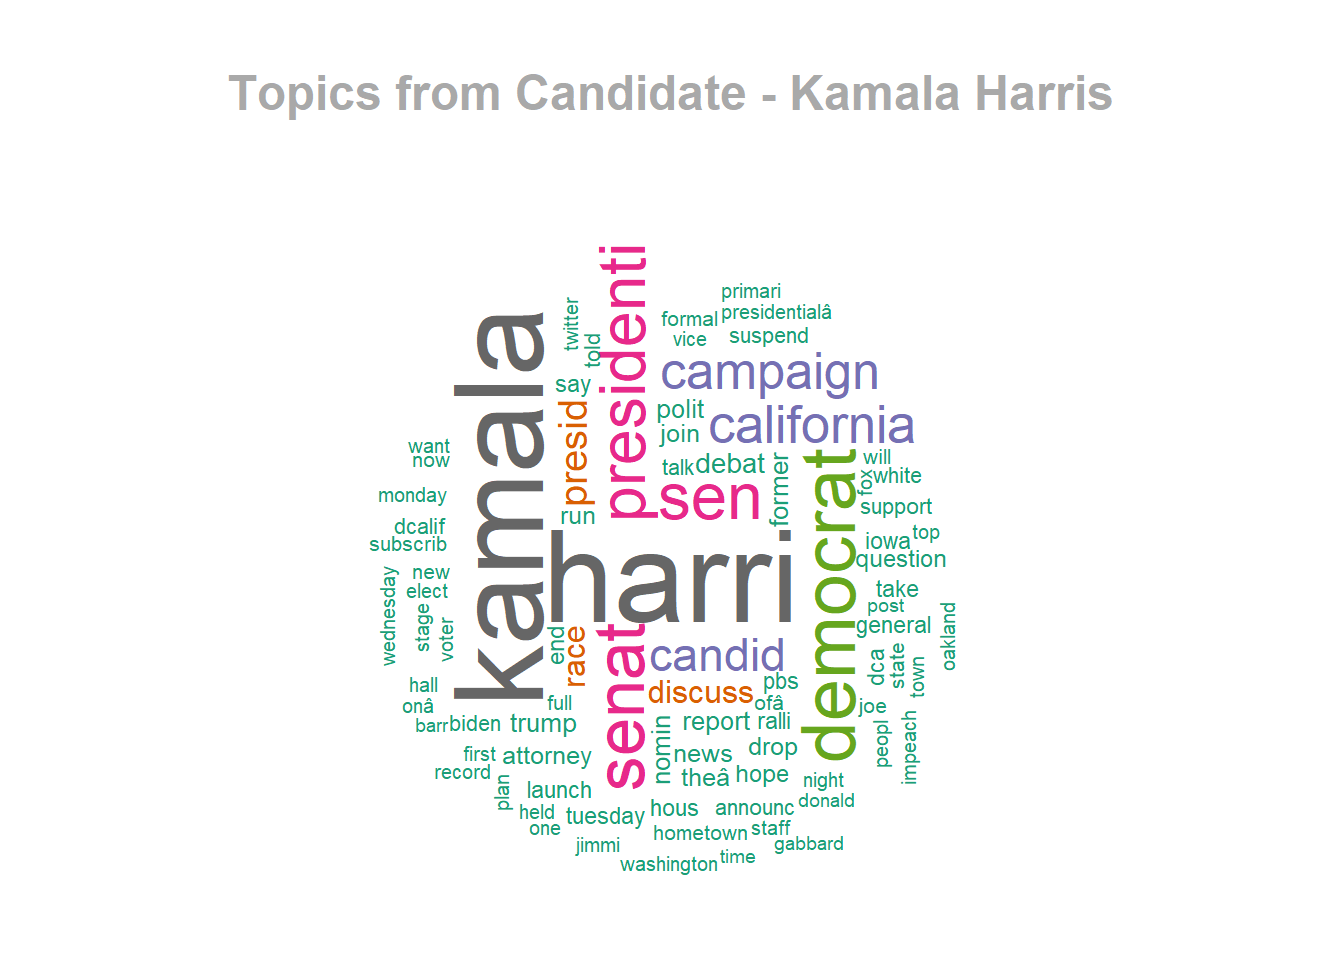 Topics from Candidate - Kamala Harris
primari
presidentialâ
formal
vice
suspend
twitter
told
say
presidenti
campaign
california
kamala
presid
polit
join
talk
debat
sen
former
run
harri
democrat
will
fox
white
support
iowa
top
question
take
post
general
oakland
dca
state
town
joe
peopl
impeach
want
now
monday
dcalif
subscrib
new
elect
wednesday
stage
voter
hall
onâ
barr
biden
trump
full
end
race
senat
candid
discuss
pbs
ofâ
report
ralli
nomin
news
drop
theâ
hope
first
attorney
record
plan
launch
held
one
tuesday
jimmi
hous
announc
night
donald
hometown
staff
gabbard
washington
time